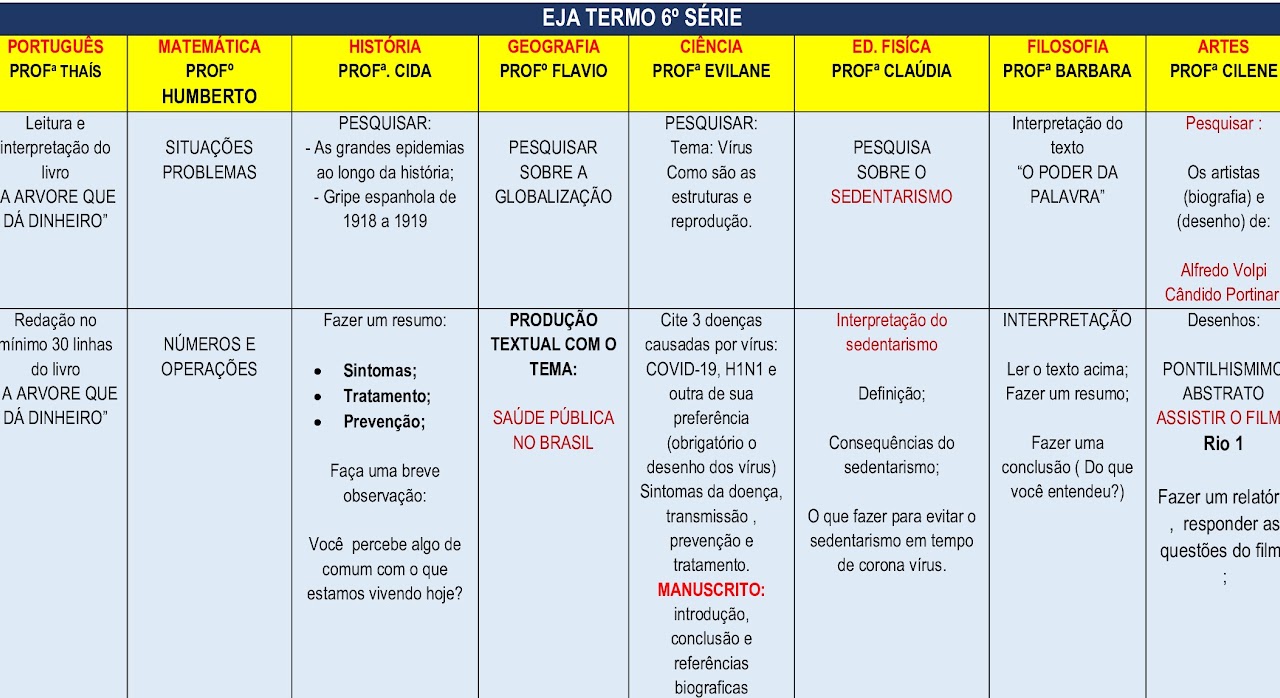 EJA TERMO 6º SÉRIE
PORTUGUÊS
PROFª THAÍS
MATEMÁTICA
PROFº
HUMBERTO
HISTÓRIA
PROFª. CIDA
GEOGRAFIA
PROFº FLAVIO
CIÊNCIA
PROFª EVILANE
ED. FISÍCA
PROFª CLAÚDIA
FILOSOFIA
PROFª BARBARA
ARTES
PROFª CILENE
Leitura e
interpretação do
livro
A ARVORE QUE
DÁ DINHEIRO”
SITUAÇÕES
PROBLEMAS
PESQUISAR:
- As grandes epidemias
ao longo da história;
- Gripe espanhola de
1918 a 1919
PESQUISAR
SOBRE A
GLOBALIZAÇÃO
PESQUISAR:
Tema: Vírus
Como são as
estruturas e
reprodução.
PESQUISA
SOBRE O
SEDENTARISMO
Interpretação do
texto
“O PODER DA
PALAVRA”
Pesquisar :
Os artistas
(biografia) e
(desenho) de:
Alfredo Volpi
Cândido Portinar
Redação no
mínimo 30 linhas
do livro
A ARVORE QUE
DÁ DINHEIRO”
NÚMEROS E
OPERAÇÕES
Fazer um resumo:
• Sintomas;
• Tratamento;
• Prevenção;
Faça uma breve
observação:
Você percebe algo de
comum com o que
estamos vivendo hoje?
PRODUÇÃO
TEXTUAL COM O
TEMA:
SAÚDE PÚBLICA
NO BRASIL
Cite 3 doenças
causadas por vírus:
COVID-19, H1N1 e
outra de sua
preferência
(obrigatório o
desenho dos vírus)
Sintomas da doença,
transmissão ,
prevenção e
tratamento.
MANUSCRITO:
introdução,
conclusão e
referências
biograficas
Interpretação do
sedentarismo
Definição;
Consequências do
sedentarismo;
O que fazer para evitar o
sedentarismo em tempo
de corona vírus.
INTERPRETAÇÃO
Ler o texto acima;
Fazer um resumo;
Fazer uma
conclusão ( Do que
você entendeu?)
Desenhos:
PONTILHISMIMO
ABSTRATO
ASSISTIR O FILM
Rio 1
Fazer um relatór
, responder as
questões do film
;